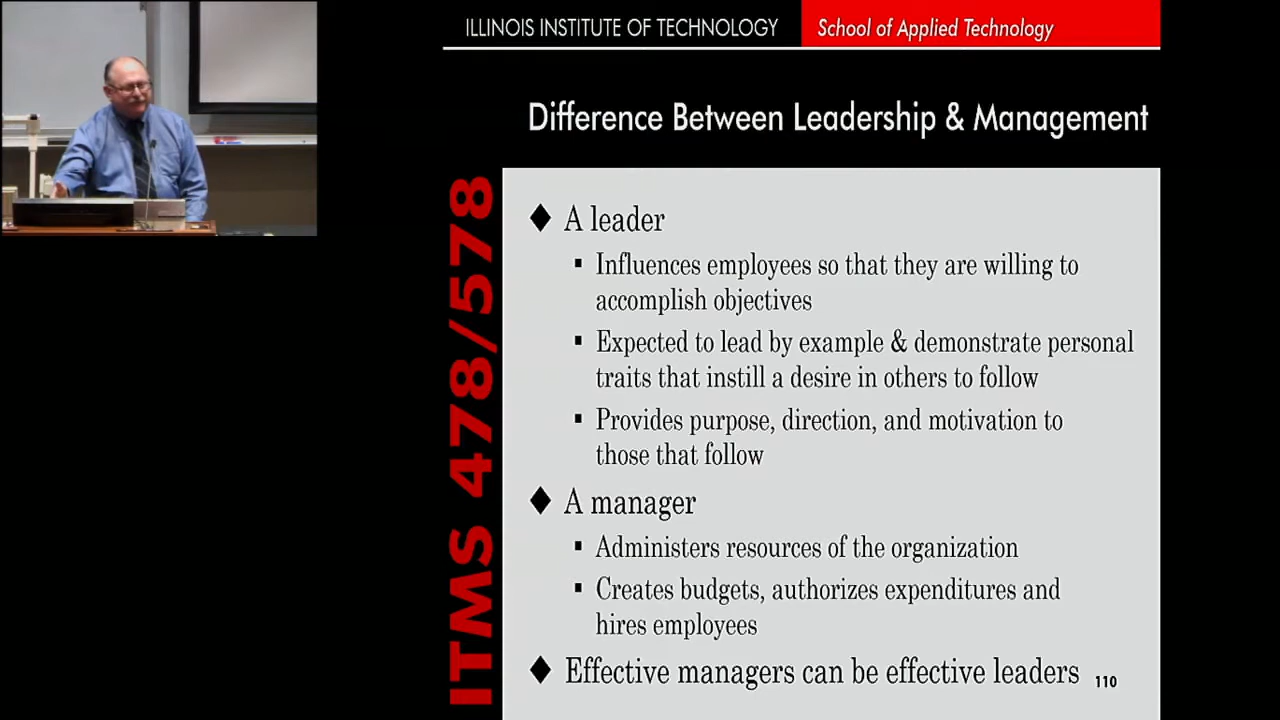 ILLINOIS INSTITUTE OF TECHNOLOGY School of Applied Technology
Difference Between Leadership & Management
ITMS 478/578
♦ A leader
▪ Influences employees so that they are willing to
accomplish objectives
▪ Expected to lead by example & demonstrate personal
traits that instill a desire in others to follow
▪ Provides purpose, direction, and motivation to
those that follow
♦ A manager
▪ Administers resources of the organization
▪ Creates budgets, authorizes expenditures and
hires employees
♦ Effective managers can be effective leaders
110